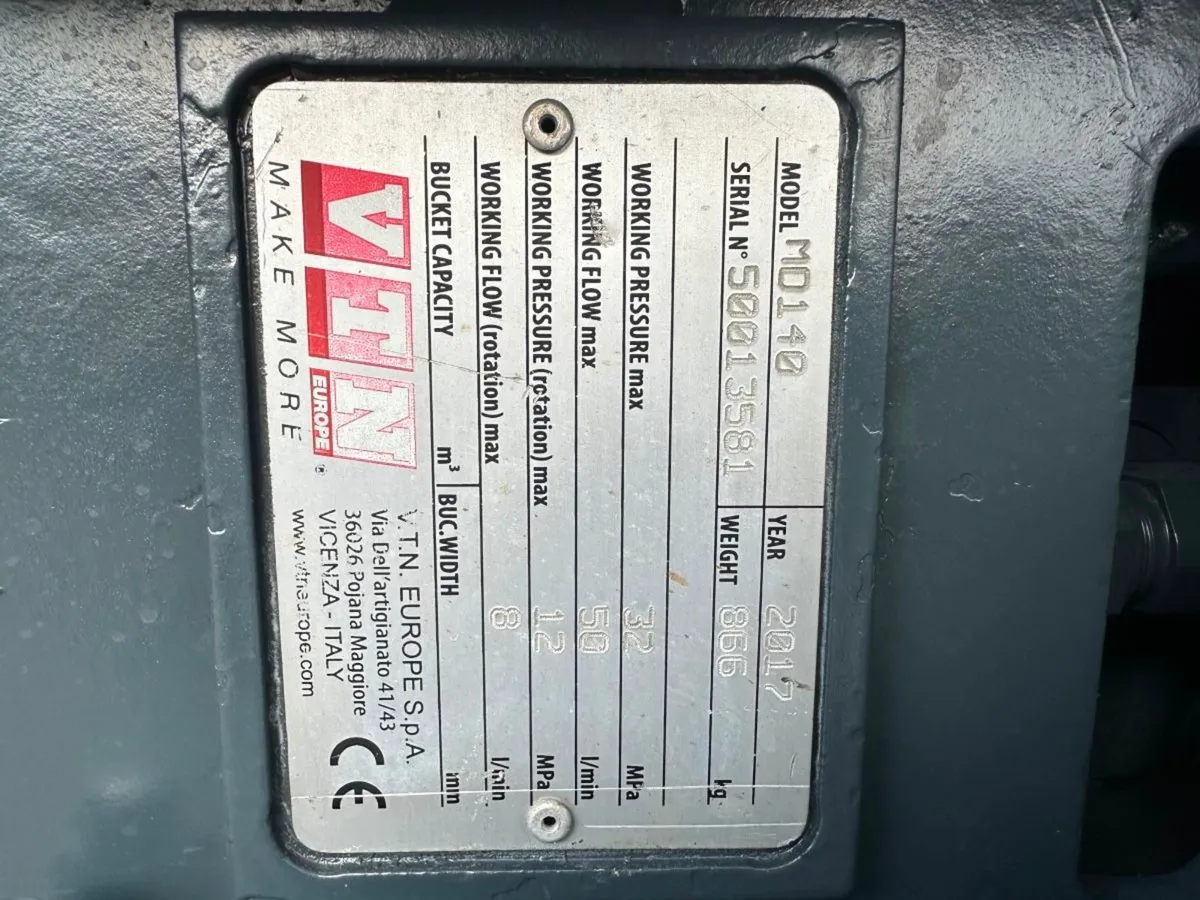 MODEL MD140 YEAR 2017
SERIAL N° 50013581 WEIGHT 866 kg
WORKING PRESSURE max 32 MPa
WORKING FLOW max 50 l/min
WORKING PRESSURE (rotation) max 12 MPa
WORKING FLOW (rotation) max 8 l/min
BUCKET CAPACITY m³ BUC.WIDTH mm
VTN
EUROPE ®
MAKE MORE
V.T.N. EUROPE S.p.A.
Via Dell'artigianato 41/43
36026 Pojana Maggiore
VICENZA - ITALY
www.vtneurope.com
CE